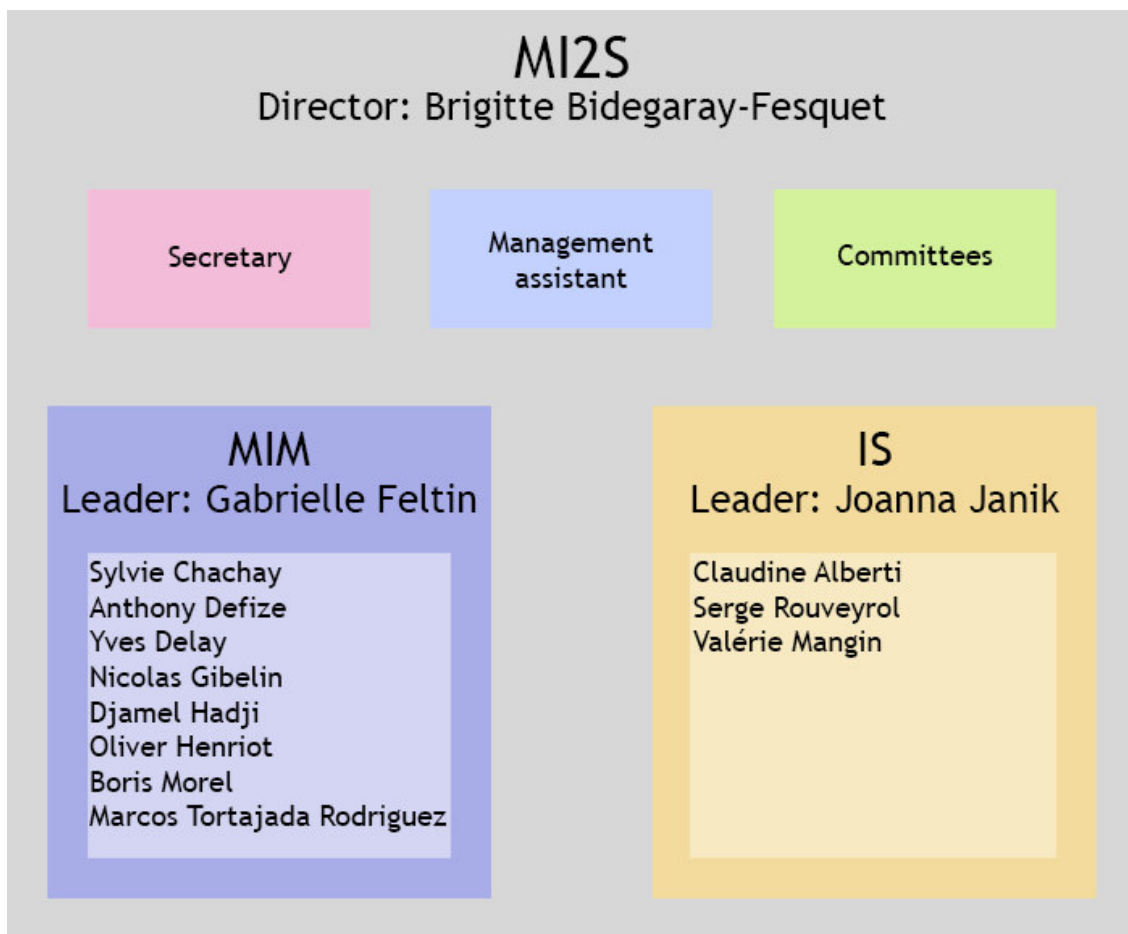 MI2S
Director: Brigitte Bidegaray-Fesquet
Secretary
Management
assistant
Committees
MIM
Leader: Gabrielle Feltin
Sylvie Chachay
Anthony Defize
Yves Delay
Nicolas Gibelin
Djamel Hadji
Oliver Henriot
Boris Morel
Marcos Tortajada Rodriguez
IS
Leader: Joanna Janik
Claudine Alberti
Serge Rouveyrol
Valérie Mangin